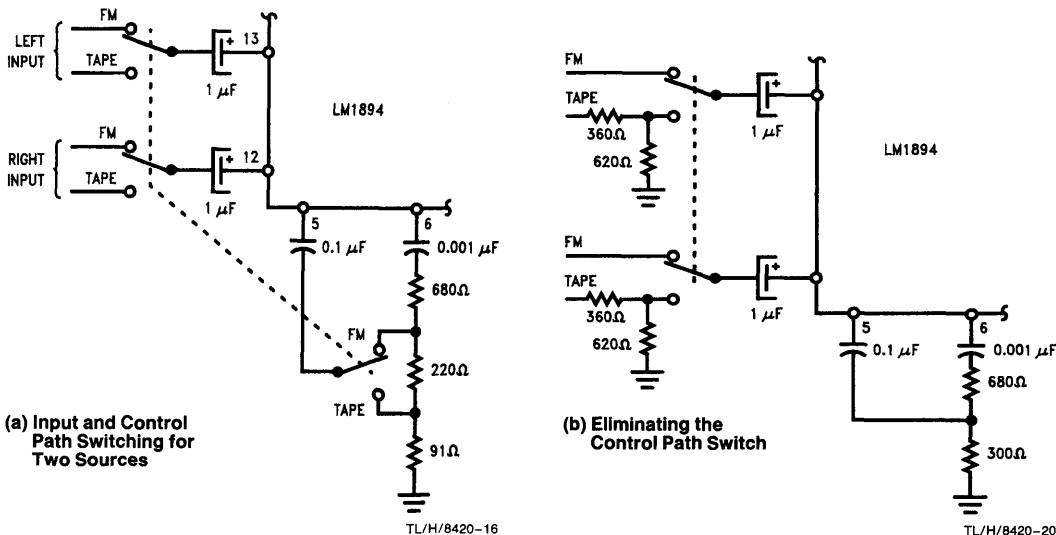 FM
LEFT
INPUT
TAPE
1 μF
+
13
LM1894
FM
RIGHT
INPUT
TAPE
1 μF
+
12
5
6
0.1 μF
0.001 μF
680Ω
FM
220Ω
TAPE
91Ω
(a) Input and Control
Path Switching for
Two Sources
TL/H/8420-16
FM
TAPE
360Ω
620Ω
+
1 μF
LM1894
FM
TAPE
360Ω
620Ω
+
1 μF
5
6
0.1 μF
0.001 μF
680Ω
300Ω
(b) Eliminating the
Control Path Switch
TL/H/8420-20